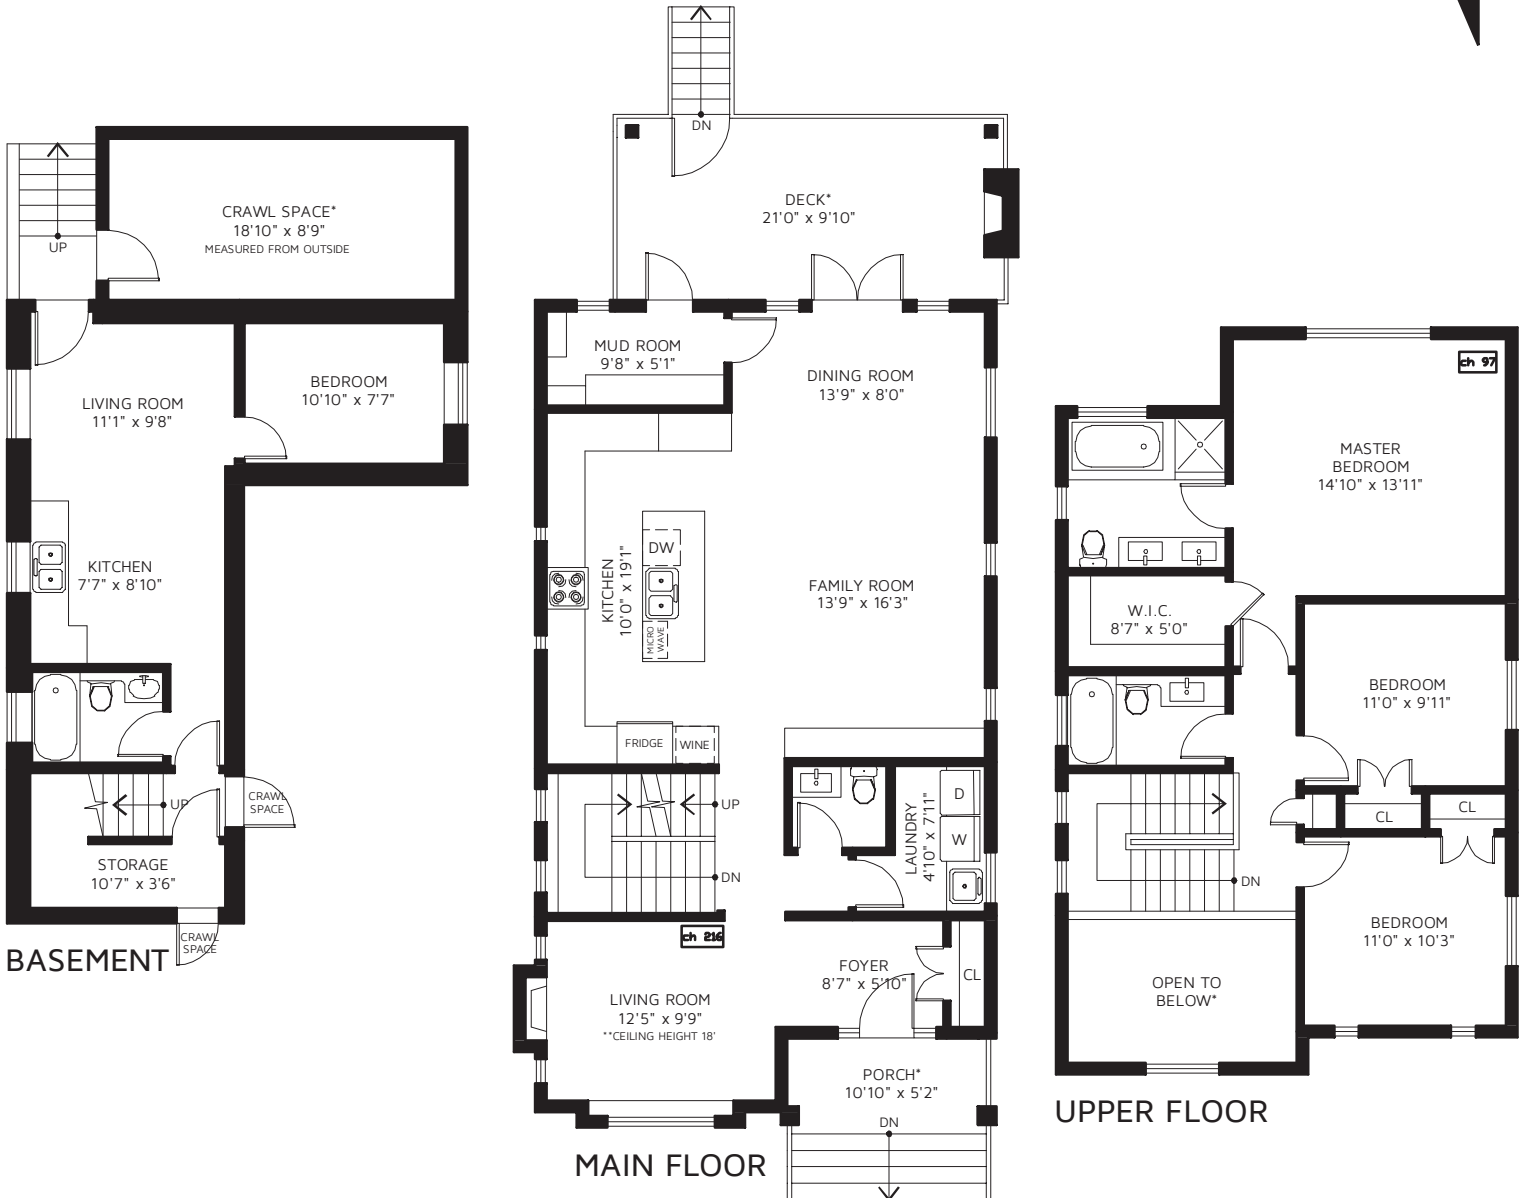 UP
CRAWL SPACE*
18'10" x 8'9"
MEASURED FROM OUTSIDE
LIVING ROOM
11'1" x 9'8"
BEDROOM
10'10" x 7'7"
KITCHEN
7'7" x 8'10"
UP
CRAWL
SPACE
STORAGE
10'7" x 3'6"
CRAWL
SPACE
BASEMENT
DN
DECK*
21'0" x 9'10"
MUD ROOM
9'8" x 5'1"
DINING ROOM
13'9" x 8'0"
KITCHEN
10'0" x 19'1"
DW
MICRO
WAVE
FAMILY ROOM
13'9" x 16'3"
FRIDGE
WINE
UP
DN
LAUNDRY
4'10" x 7'11"
D
W
ch 216
FOYER
8'7" x 5'10"
CL
LIVING ROOM
12'5" x 9'9"
**CEILING HEIGHT 18'
PORCH*
10'10" x 5'2"
DN
MAIN FLOOR
ch 97
MASTER
BEDROOM
14'10" x 13'11"
W.I.C.
8'7" x 5'0"
BEDROOM
11'0" x 9'11"
CL
CL
DN
BEDROOM
11'0" x 10'3"
OPEN TO
BELOW*
UPPER FLOOR